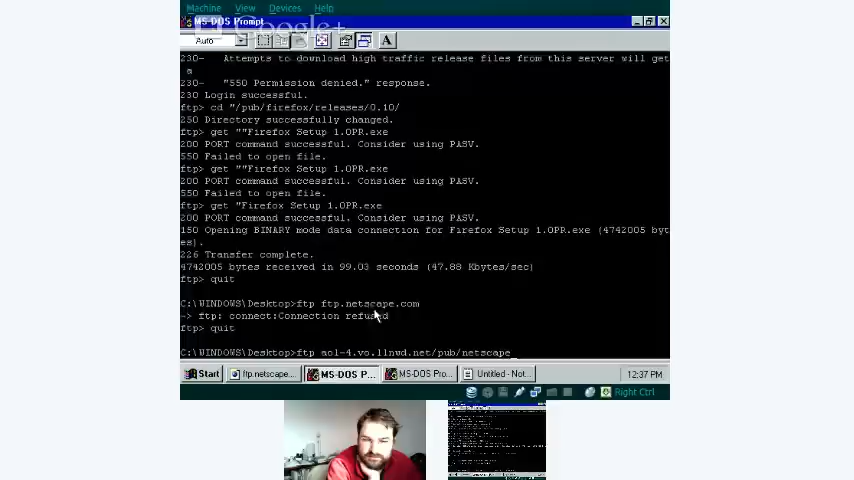 Machine View Devices Help
MS-DOS Prompt
Google+
Auto
A
230- Attempts to download high traffic release files from this server will get
a
230- "550 Permission denied." response.
230 Login successful.
ftp> cd "/pub/firefox/releases/0.10/
250 Directory successfully changed.
ftp> get ""Firefox Setup 1.0PR.exe
200 PORT command successful. Consider using PASV.
550 Failed to open file.
ftp> get ""Firefox Setup 1.0PR.exe
200 PORT command successful. Consider using PASV.
550 Failed to open file.
ftp> get "Firefox Setup 1.0PR.exe
200 PORT command successful. Consider using PASV.
150 Opening BINARY mode data connection for Firefox Setup 1.0PR.exe (4742005 byt
es).
226 Transfer complete.
4742005 bytes received in 99.03 seconds (47.88 Kbytes/sec)
ftp> quit
C:\WINDOWS\Desktop>ftp ftp.netscape.com
-> ftp: connect:Connection refused
ftp> quit
C:\WINDOWS\Desktop>ftp aol-4.vo.llnwd.net/pub/netscape_
Start ftp.netscape.... MS-DOS P... MS-DOS Pro... Untitled - Not... 12:37 PM
Right Ctrl